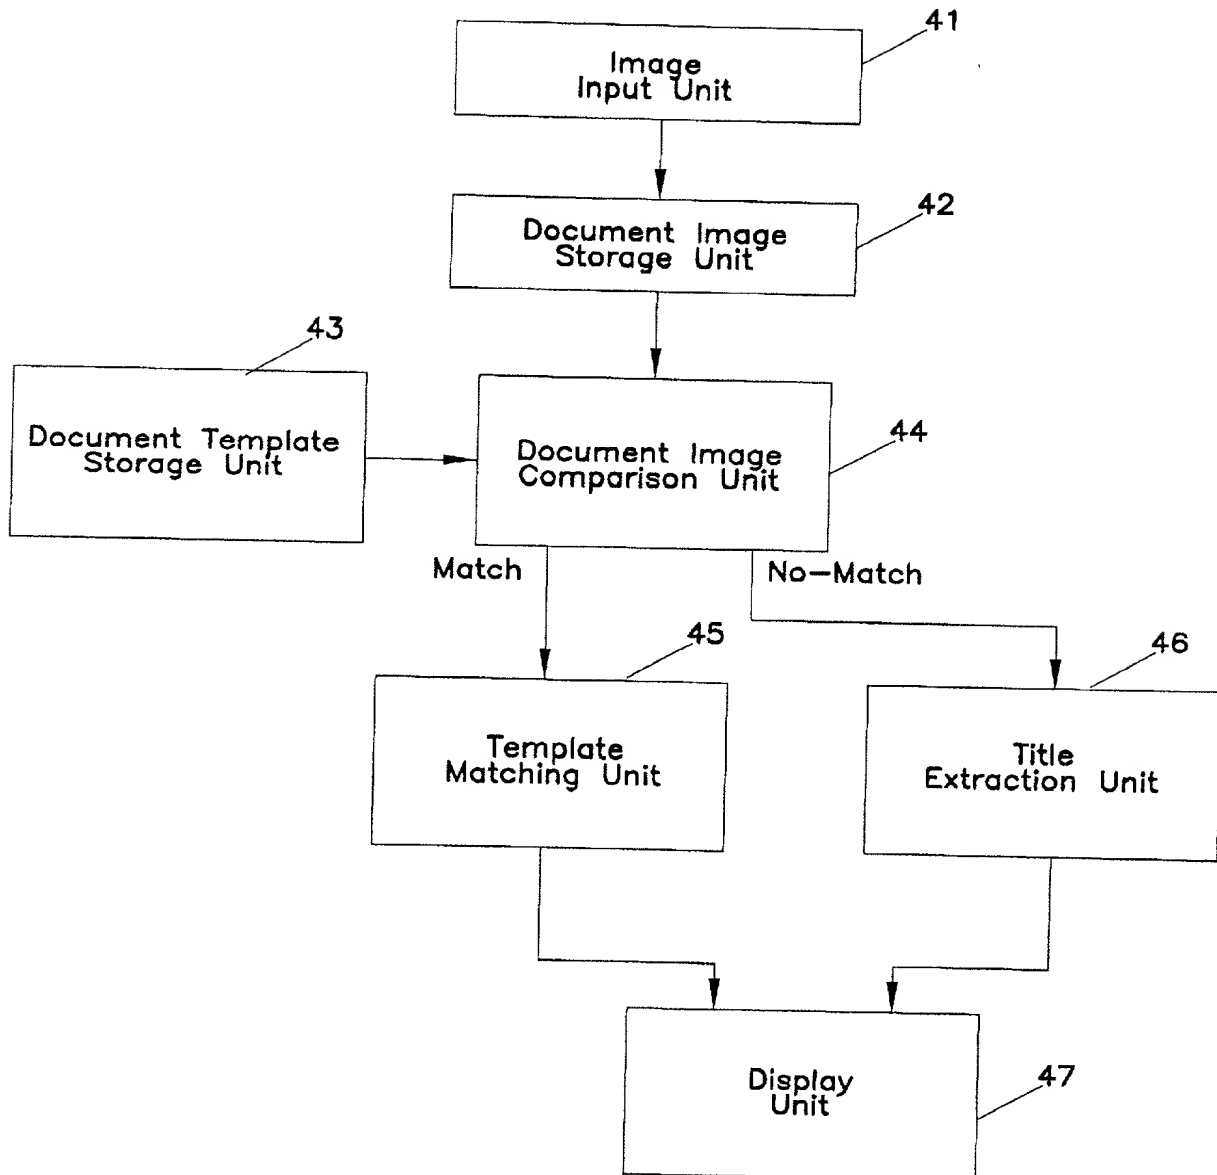 41
Image
Input Unit
42
Document Image
Storage Unit
43
Document Template
Storage Unit
44
Document Image
Comparison Unit
Match
No-Match
45
Template
Matching Unit
46
Title
Extraction Unit
Display
Unit
47